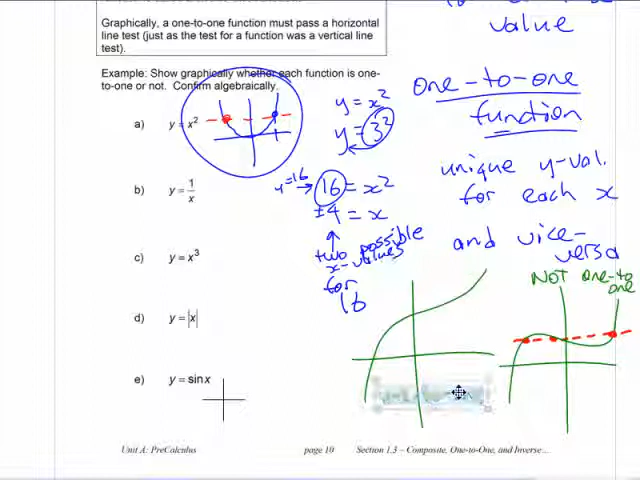 value
Graphically, a one-to-one function must pass a horizontal
line test (just as the test for a function was a vertical line
test).
Example: Show graphically whether each function is one-
to-one or not. Confirm algebraically.
one-to-one
function
unique y-val.
for each x
and vice-
versa
a) y = x²
y = x²
y = 3²
y=16 → 16 = x²
±4 = x
↑
two possible
x-values
for
16
b) y = 1/x
c) y = x³
d) y = |x|
e) y = sin x
NOT one-to
one
Unit A: PreCalculus page 10 Section 1.3 – Composite, One-to-One, and Inverse...